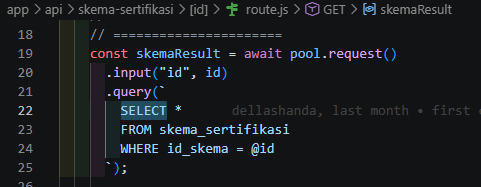 app > api > skema-sertifikasi > [id] > route.js > GET > skemaResult
18 // ======================
19 const skemaResult = await pool.request()
20 .input("id", id)
21 .query(`
22 SELECT * dellashanda, last month • first
23 FROM skema_sertifikasi
24 WHERE id_skema = @id
25 `);